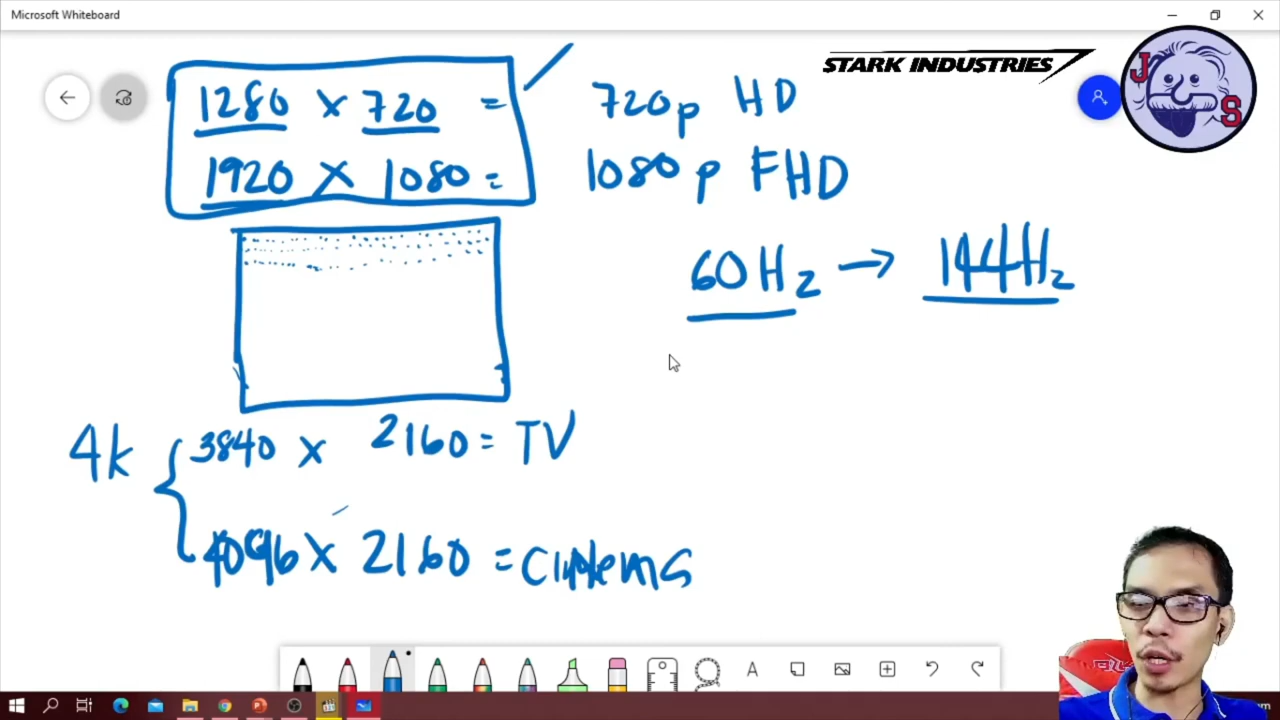 Microsoft Whiteboard
STARK INDUSTRIES
J S
1280 X 720 = 720p HD
1920 X 1080 = 1080p FHD
60Hz → 144Hz
4k
3840 X 2160 = TV
4096 X 2160 = Cinema
A